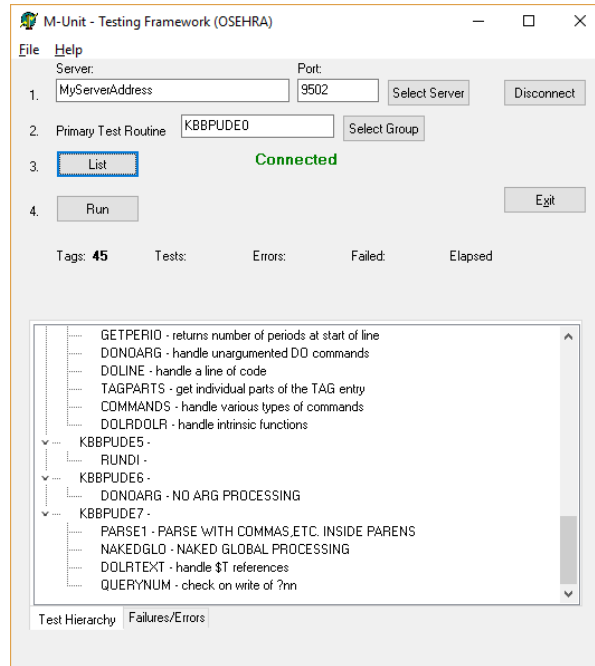 M-Unit - Testing Framework (OSEHRA)
File Help
Server: Port:
1. MyServerAddress 9502 Select Server Disconnect
2. Primary Test Routine KBBPUDE0 Select Group
3. List Connected
Exit
4. Run
Tags: 45 Tests: Errors: Failed: Elapsed
GETPERIO - returns number of periods at start of line
DONOARG - handle unargumented DO commands
DOLINE - handle a line of code
TAGPARTS - get individual parts of the TAG entry
COMMANDS - handle various types of commands
DOLRDOLR - handle intrinsic functions
KBBPUDE5 -
RUNDI -
KBBPUDE6 -
DONOARG - NO ARG PROCESSING
KBBPUDE7 -
PARSE1 - PARSE WITH COMMAS,ETC. INSIDE PARENS
NAKEDGLO - NAKED GLOBAL PROCESSING
DOLRTEXT - handle $T references
QUERYNUM - check on write of ?nn
Test Hierarchy Failures/Errors